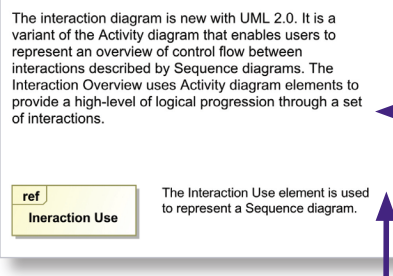 The interaction diagram is new with UML 2.0. It is a
variant of the Activity diagram that enables users to
represent an overview of control flow between
interactions described by Sequence diagrams. The
Interaction Overview uses Activity diagram elements to
provide a high-level of logical progression through a set
of interactions.
ref
Ineraction Use
The Interaction Use element is used
to represent a Sequence diagram.